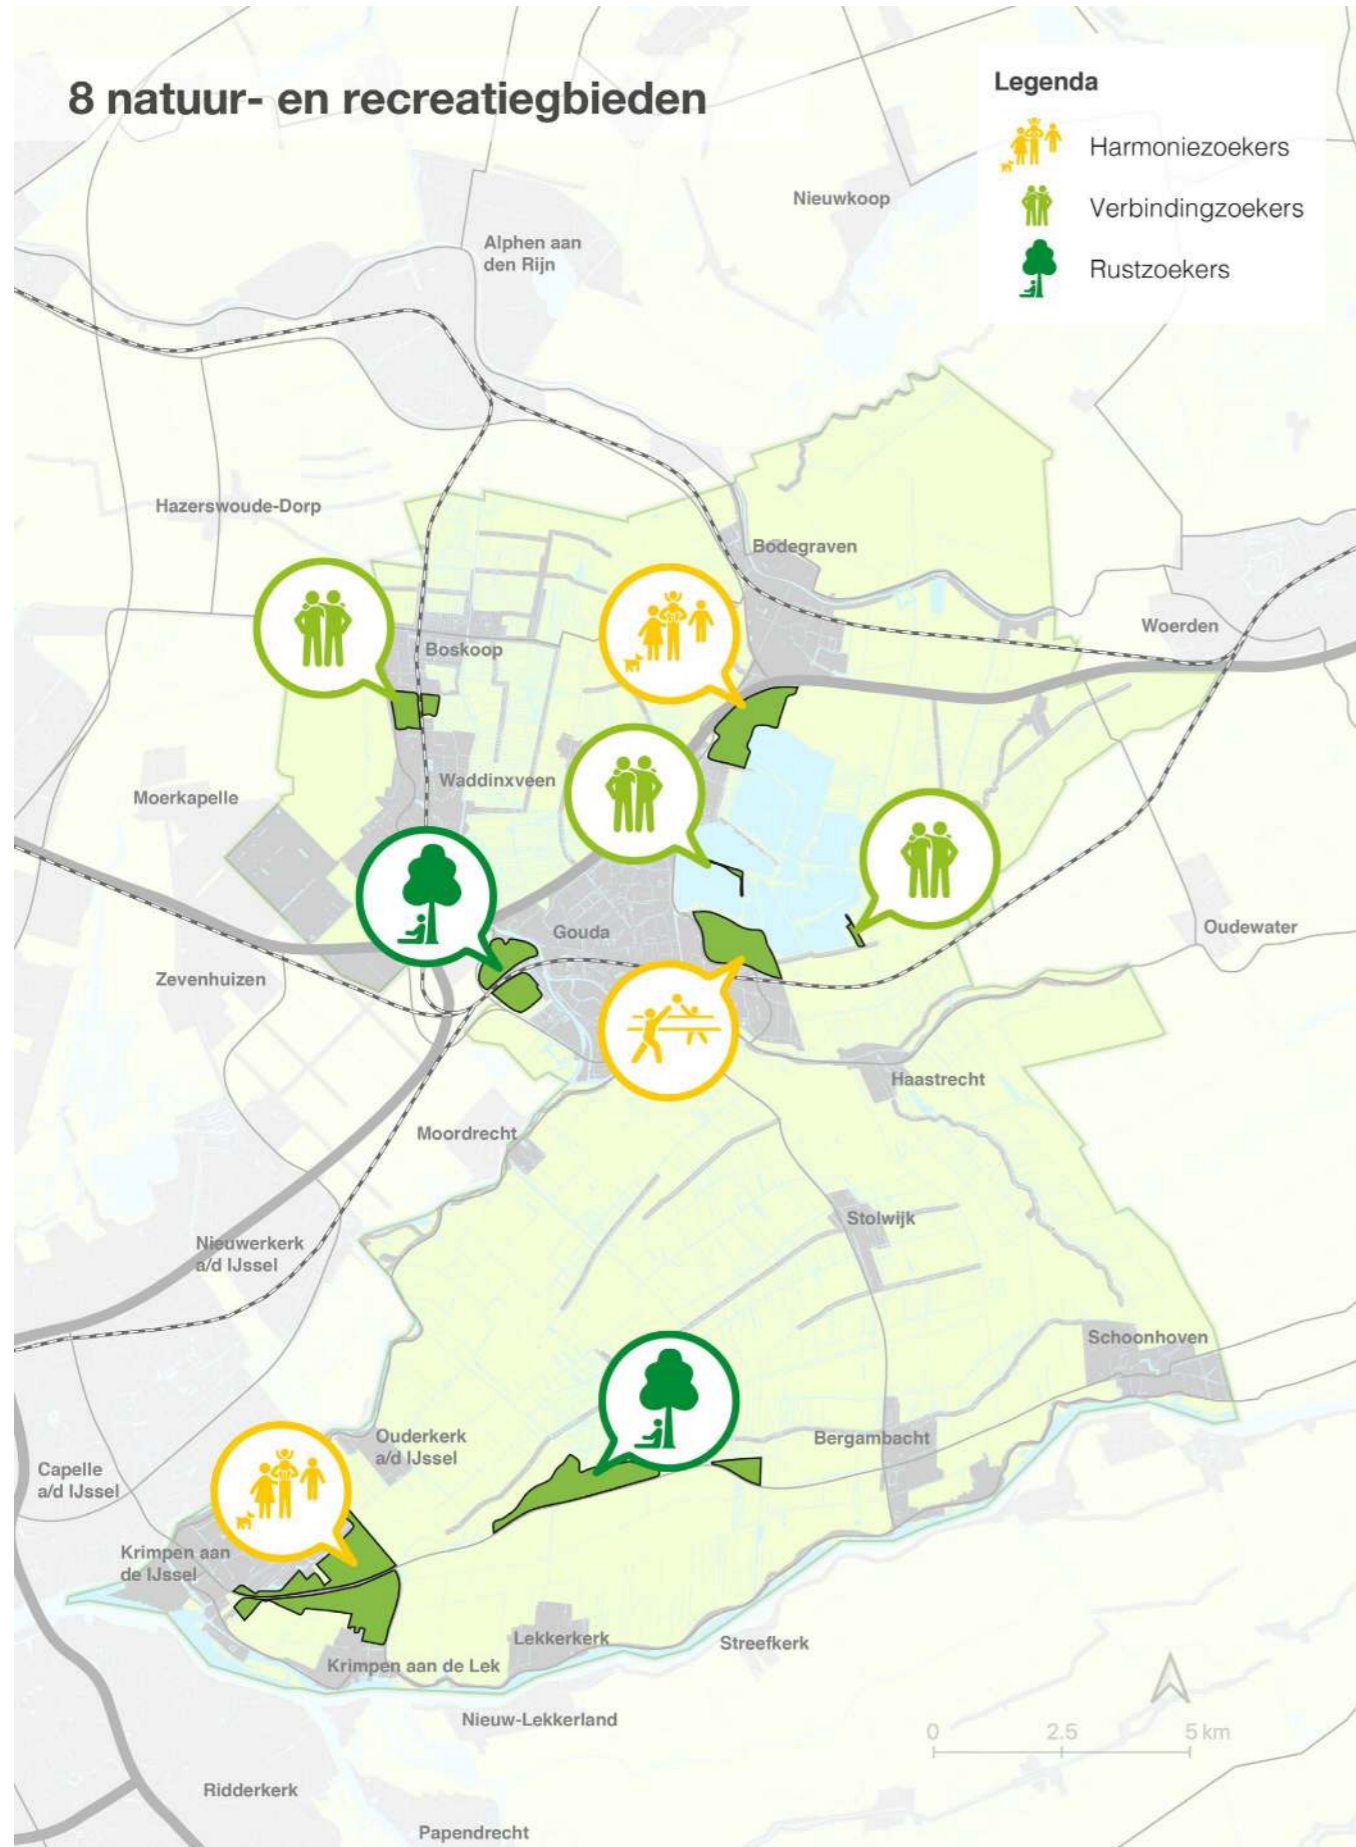 8 natuur- en recreatiegbieden
Legenda
Harmoniezoekers
Verbindingzoekers
Rustzoekers
Nieuwkoop
Alphen aan
den Rijn
Hazerswoude-Dorp
Bodegraven
Woerden
Boskoop
Waddinxveen
Moerkapelle
Gouda
Oudewater
Zevenhuizen
Haastrecht
Moordrecht
Stolwijk
Nieuwerkerk
a/d IJssel
Schoonhoven
Ouderkerk
a/d IJssel
Bergambacht
Capelle
a/d IJssel
Krimpen aan
de IJssel
Lekkerkerk
Streefkerk
Krimpen aan de Lek
Nieuw-Lekkerland
0 2.5 5 km
Ridderkerk
Papendrecht